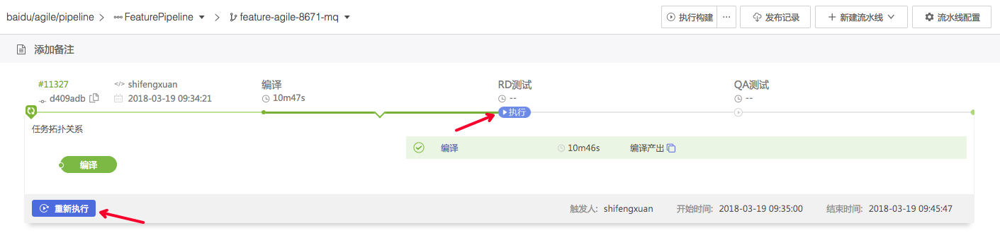 baidu/agile/pipeline FeaturePipeline feature-agile-8671-mq 执行构建 ... 发布记录 新建流水线 流水线配置
添加备注
#11327 shifengxuan 编译 RD测试 QA测试
d409adb 2018-03-19 09:34:21 10m47s -- --
执行
任务拓扑关系
编译 10m46s 编译产出
编译
重新执行 触发人: shifengxuan 开始时间: 2018-03-19 09:35:00 结束时间: 2018-03-19 09:45:47